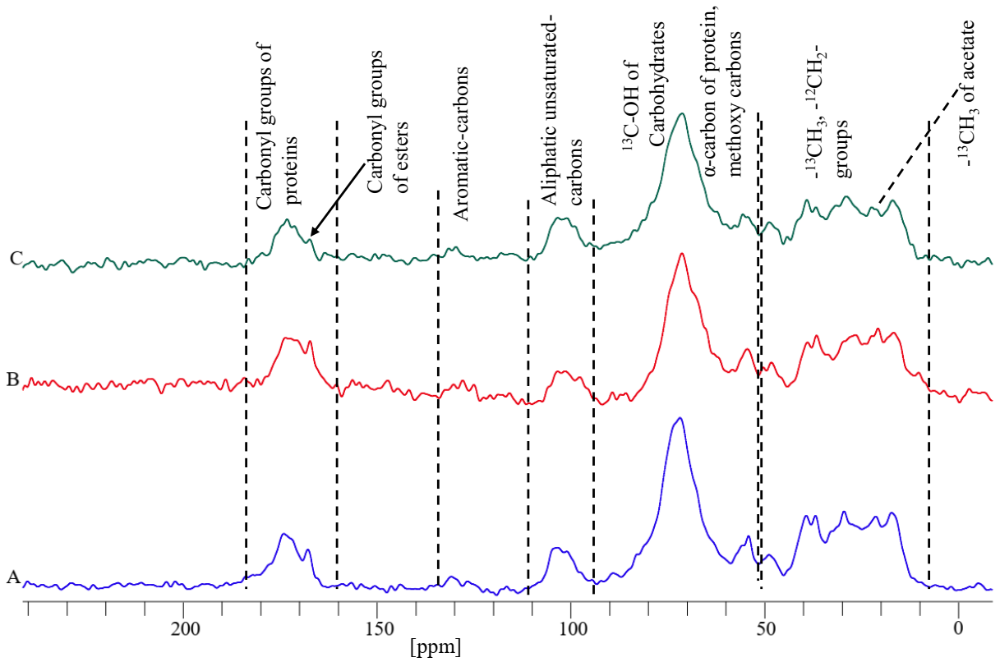 Carbonyl groups of
proteins
Carbonyl groups
of esters
Aromatic-carbons
Aliphatic unsaturated-
carbons
¹³C-OH of
Carbohydrates
α-carbon of protein,
methoxy carbons
-¹³CH₃, -¹²CH₂-
groups
-¹³CH₃ of acetate
C
B
A
200
150
100
50
0
[ppm]